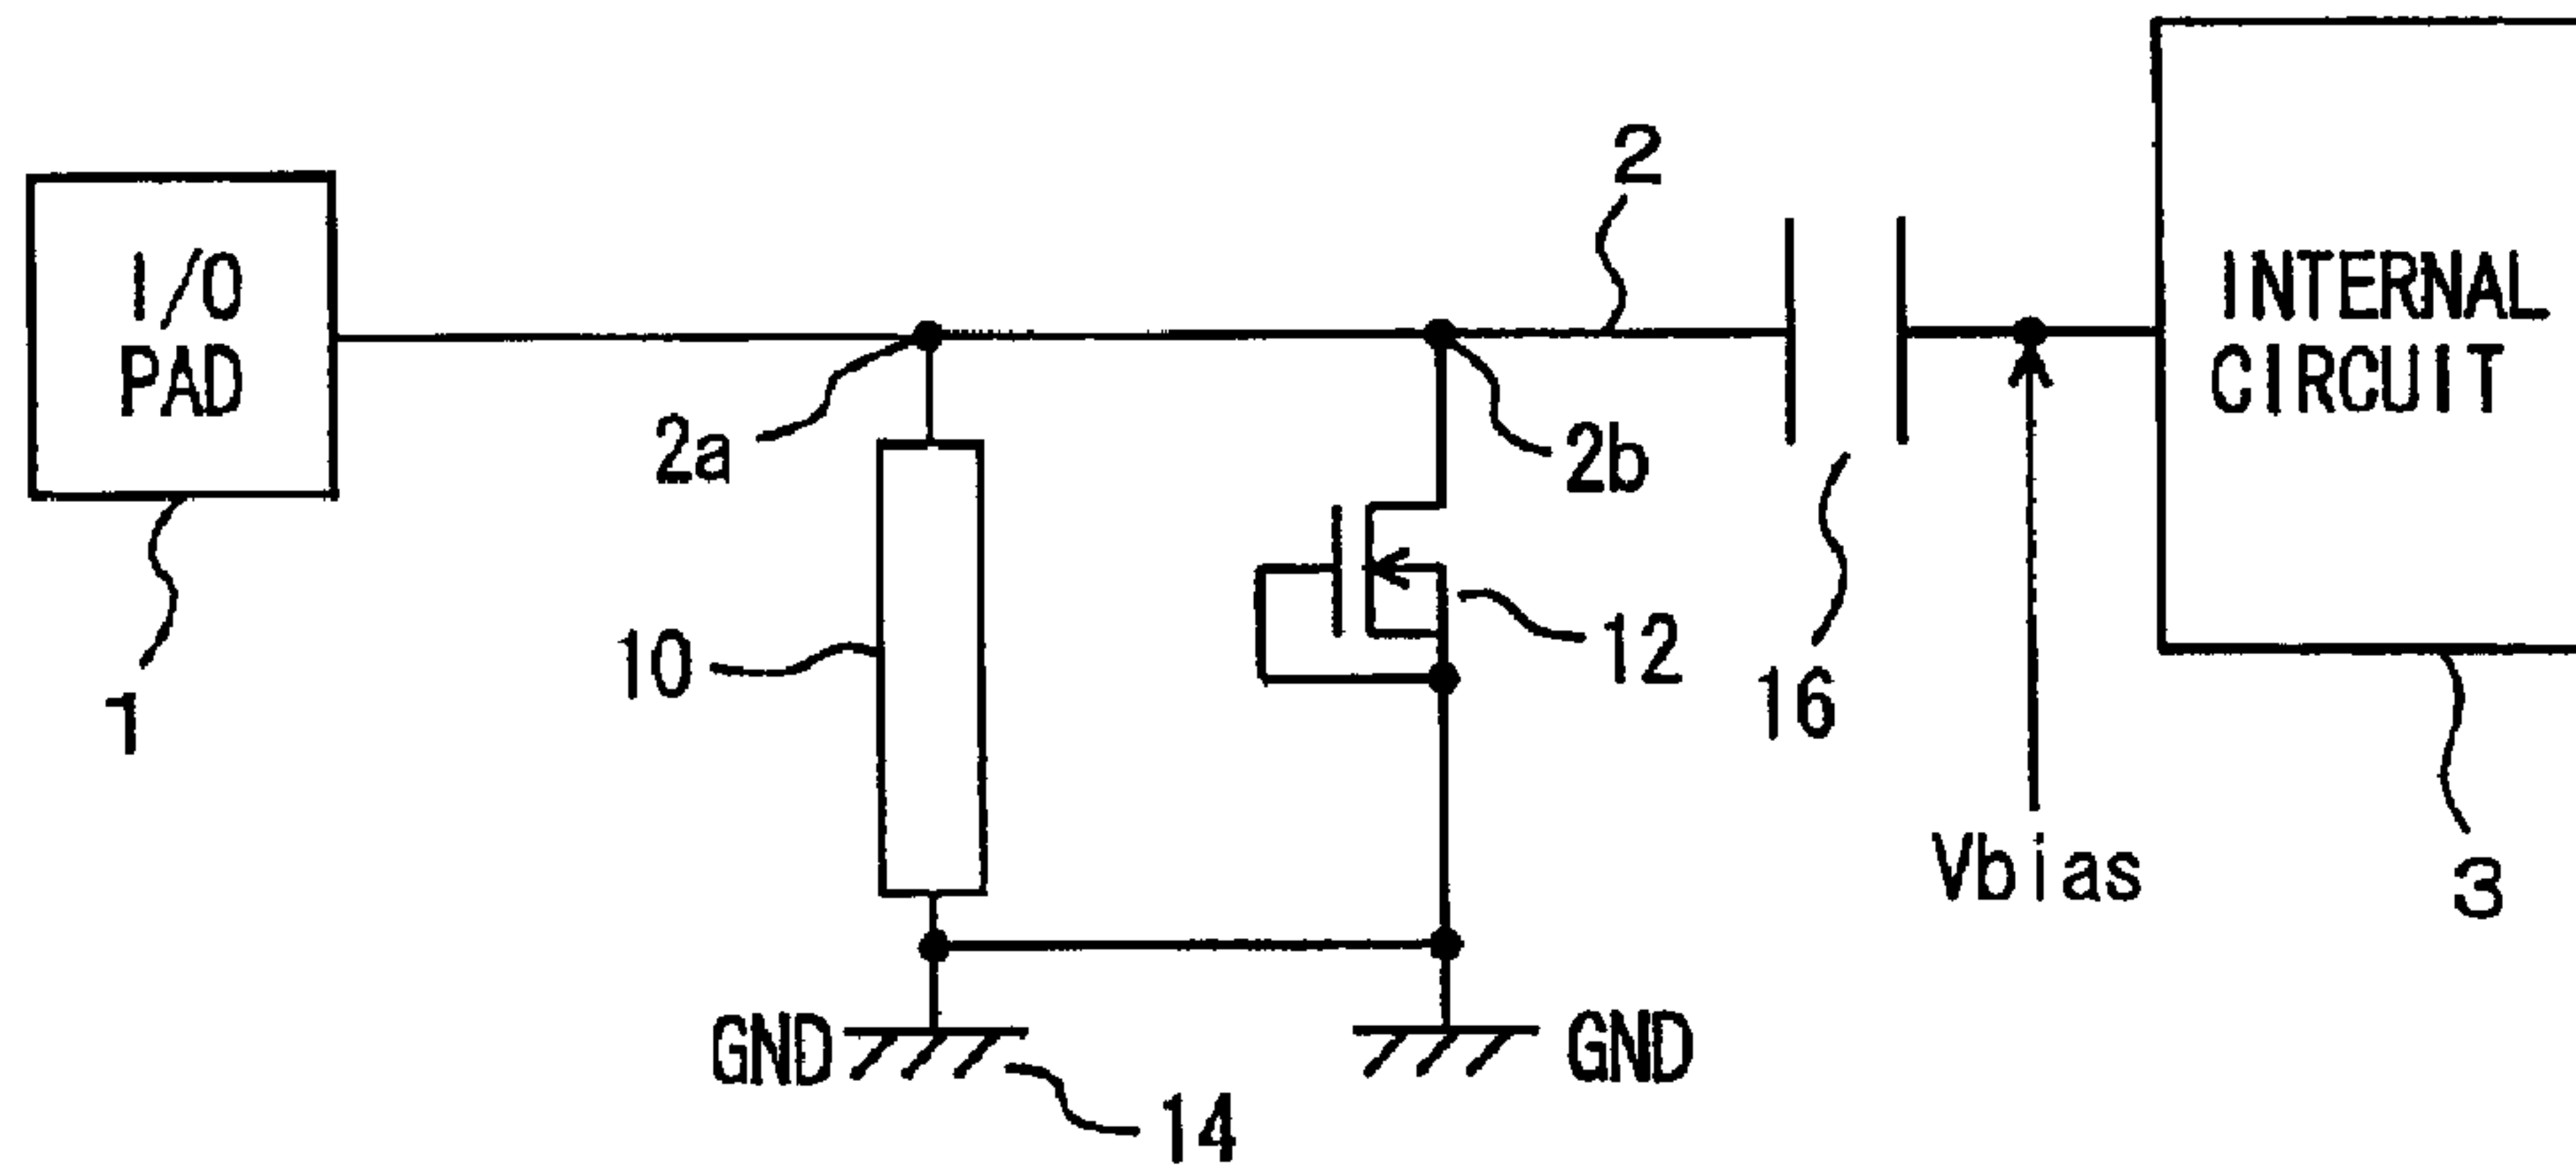 2
I/O
PAD
INTERNAL
CIRCUIT
2a
2b
10
12
16
1
Vbias
3
GND
GND
14